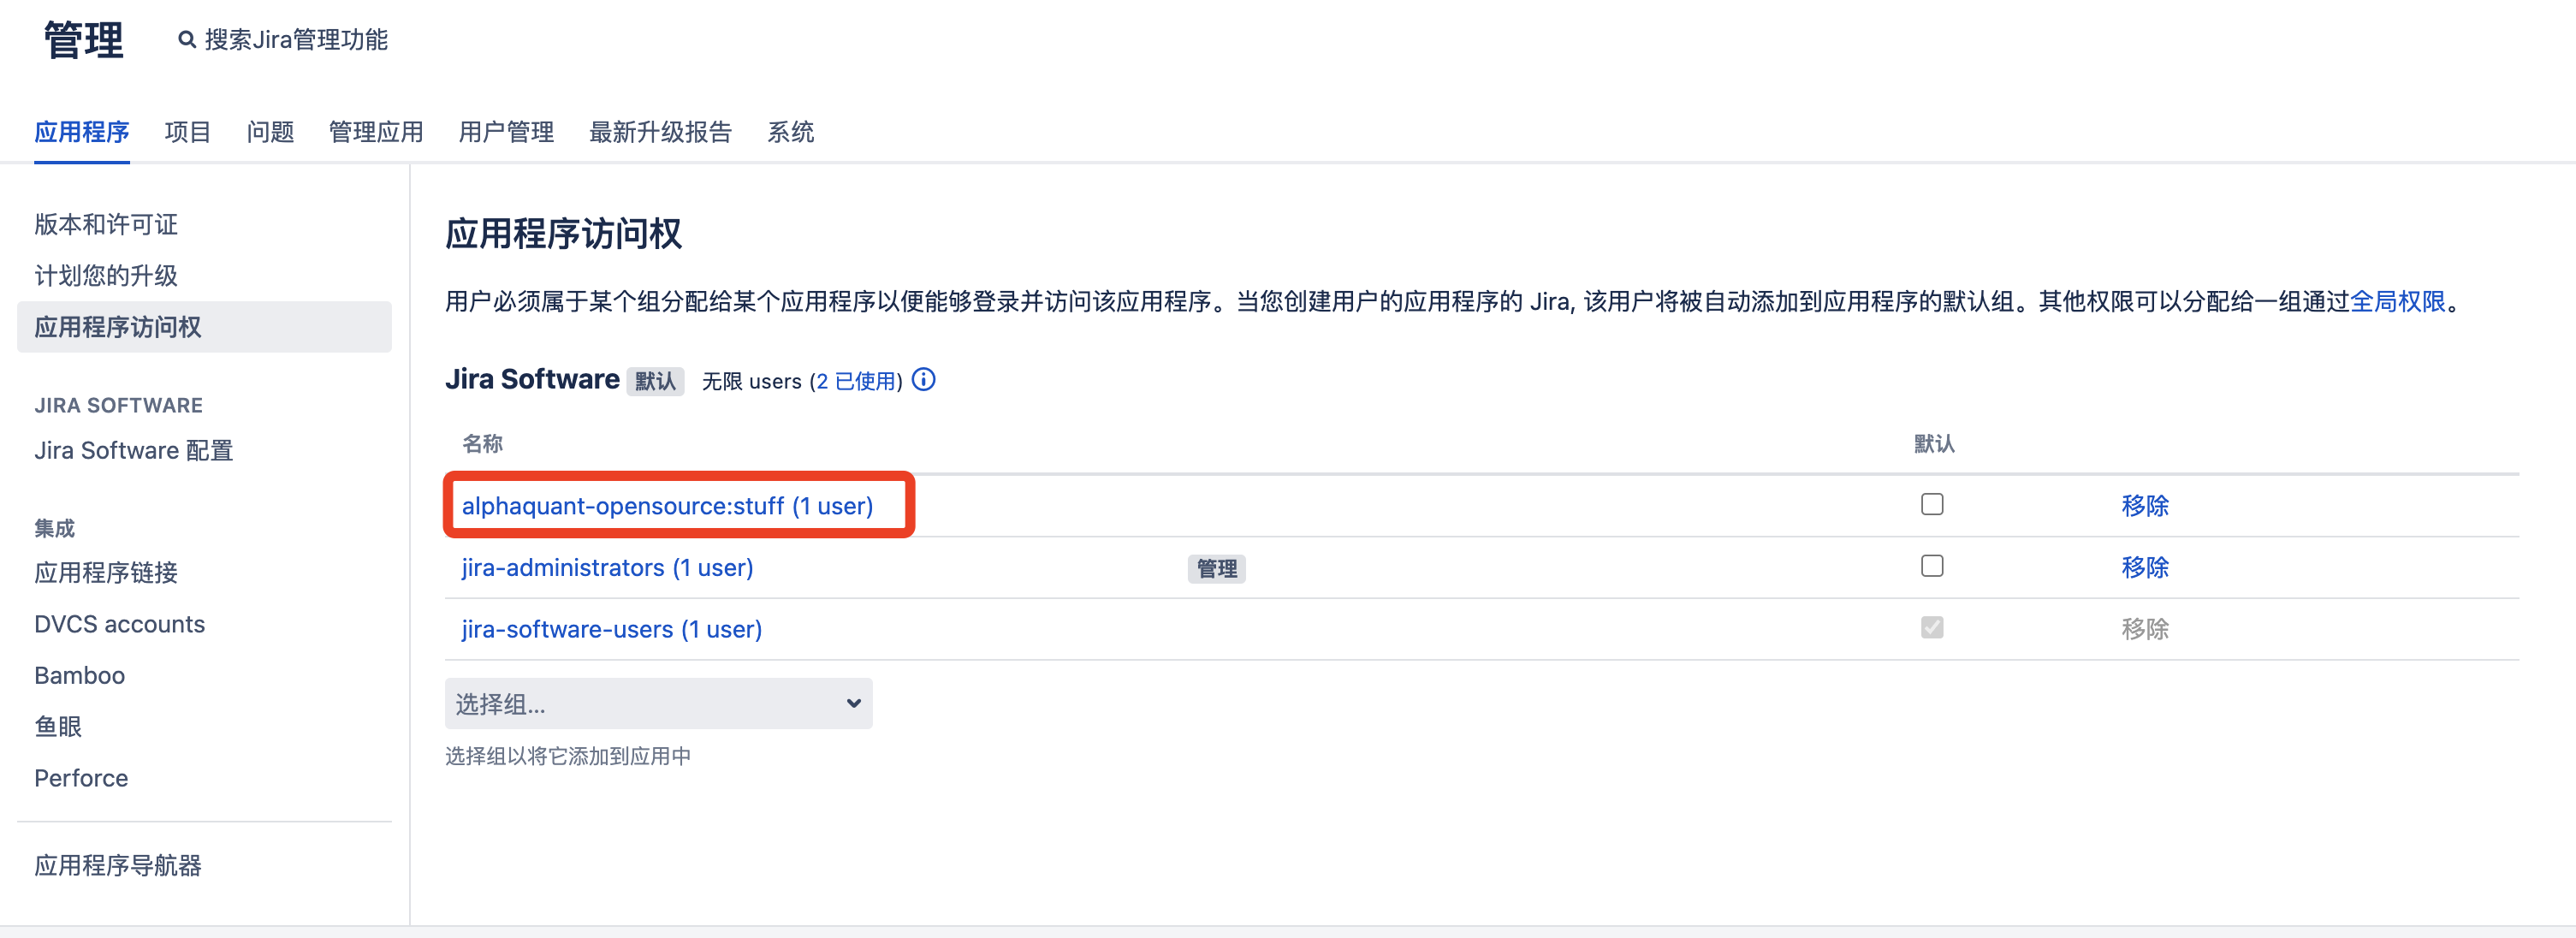 管理
搜索Jira管理功能
应用程序 项目 问题 管理应用 用户管理 最新升级报告 系统
版本和许可证
计划您的升级
应用程序访问权
JIRA SOFTWARE
Jira Software 配置
集成
应用程序链接
DVCS accounts
Bamboo
鱼眼
Perforce
应用程序导航器
应用程序访问权
用户必须属于某个组分配给某个应用程序以便能够登录并访问该应用程序。当您创建用户的应用程序的 Jira, 该用户将被自动添加到应用程序的默认组。其他权限可以分配给一组通过全局权限。
Jira Software 默认 无限 users (2 已使用)
名称 默认
alphaquant-opensource:stuff (1 user) 移除
jira-administrators (1 user) 管理 移除
jira-software-users (1 user) 移除
选择组...
选择组以将它添加到应用中